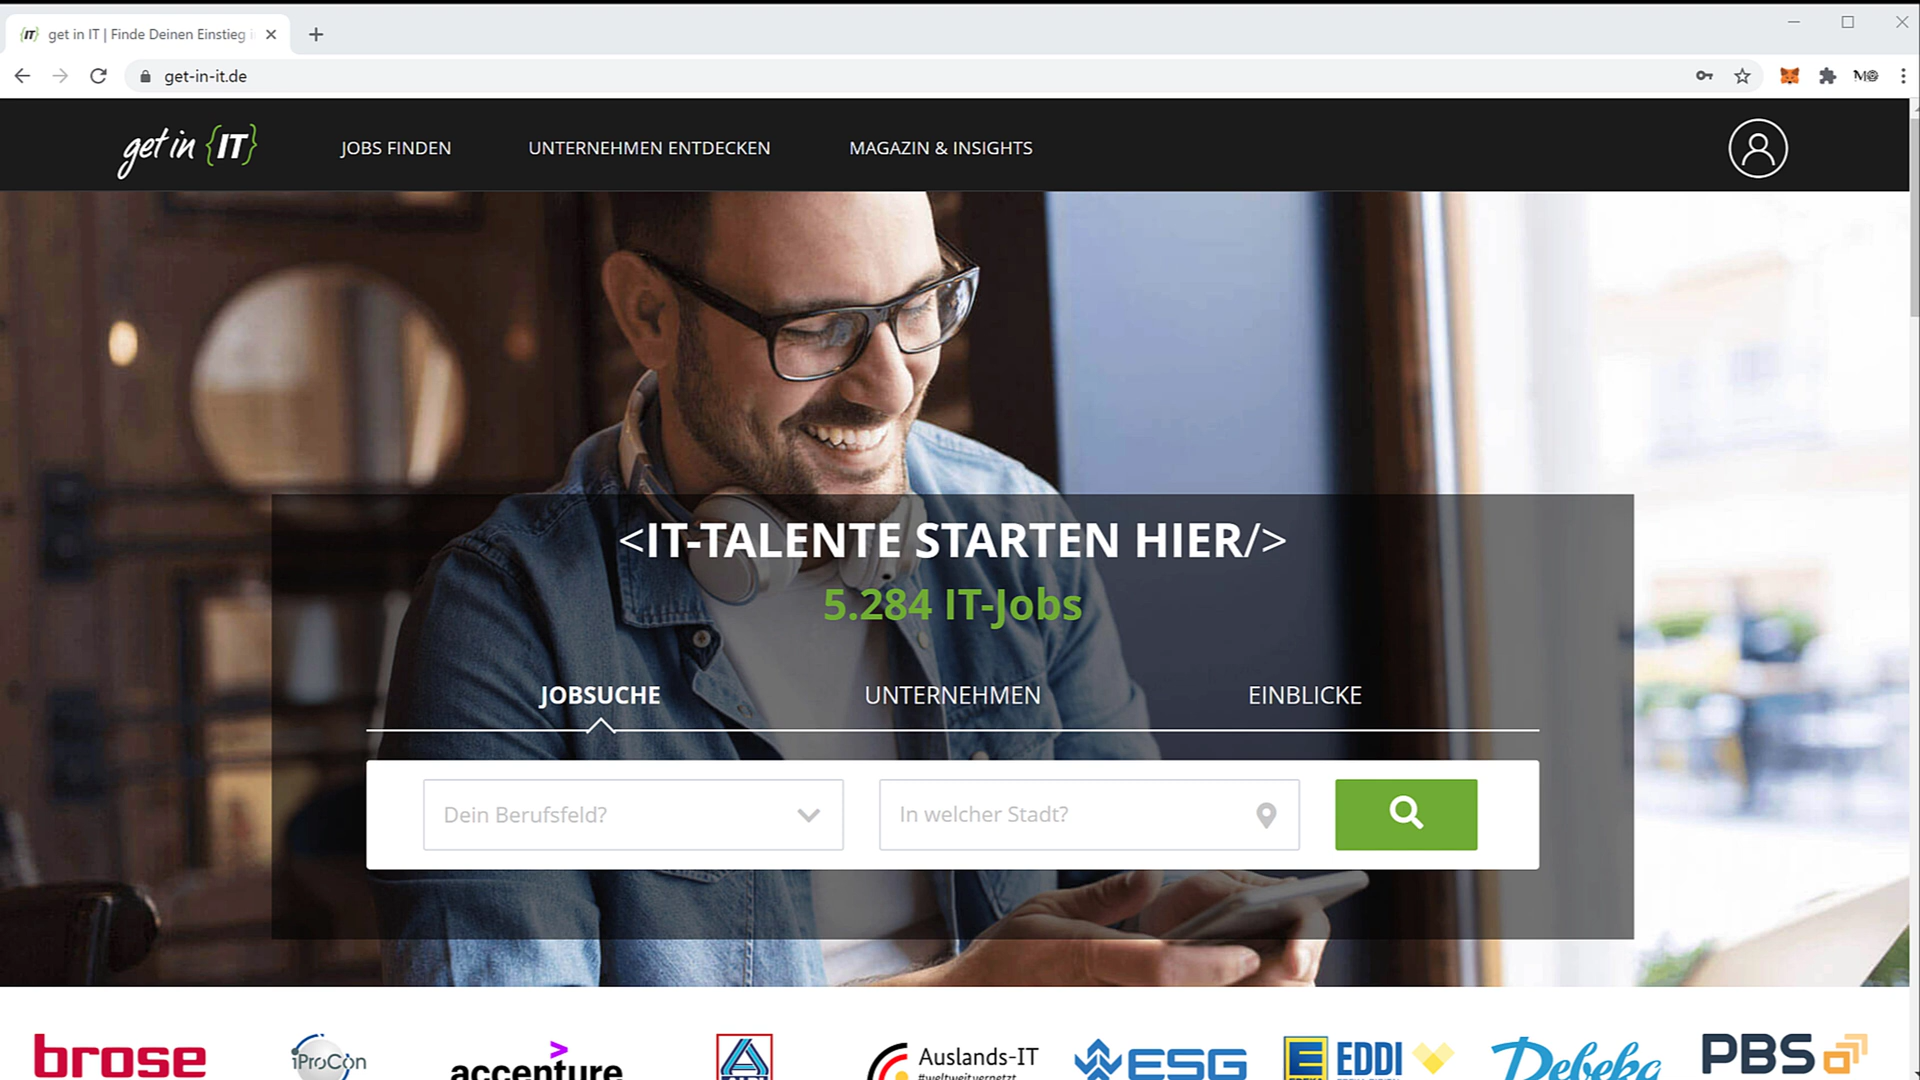 get in IT | Finde Deinen Einstieg
get-in-it.de
get in {IT}
JOBS FINDEN
UNTERNEHMEN ENTDECKEN
MAGAZIN & INSIGHTS
<IT-TALENTE STARTEN HIER/>
5.284 IT-Jobs
JOBSUCHE
UNTERNEHMEN
EINBLICKE
Dein Berufsfeld?
In welcher Stadt?
brose
iProCon
accenture
ALDI
Auslands-IT
#weltweitvernetzt
ESG
EDDI
Debeka
PBS